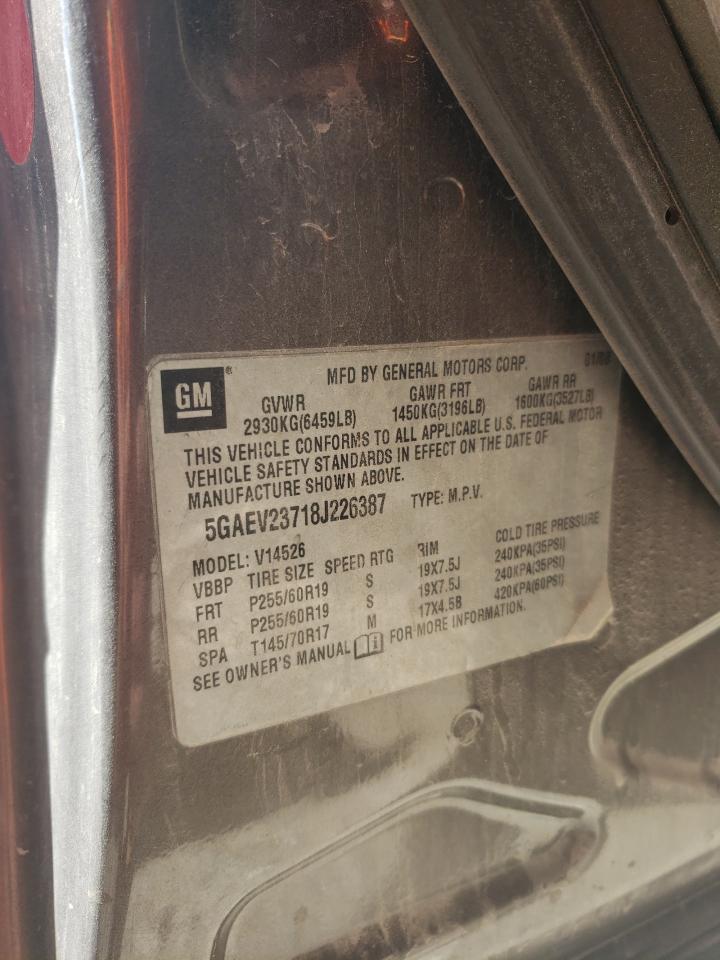 GM®
MFD BY GENERAL MOTORS CORP.
GVWR GAWR FRT GAWR RR
2930KG(6459LB) 1450KG(3196LB) 1600KG(3527LB)
THIS VEHICLE CONFORMS TO ALL APPLICABLE U.S. FEDERAL MOTOR
VEHICLE SAFETY STANDARDS IN EFFECT ON THE DATE OF
MANUFACTURE SHOWN ABOVE.
5GAEV23718J226387 TYPE: M.P.V.
MODEL: V14526
VBBP TIRE SIZE SPEED RTG RIM COLD TIRE PRESSURE
FRT P255/60R19 S 19X7.5J 240KPA(35PSI)
RR P255/60R19 S 19X7.5J 240KPA(35PSI)
SPA T145/70R17 M 17X4.5B 420KPA(60PSI)
SEE OWNER'S MANUAL FOR MORE INFORMATION.